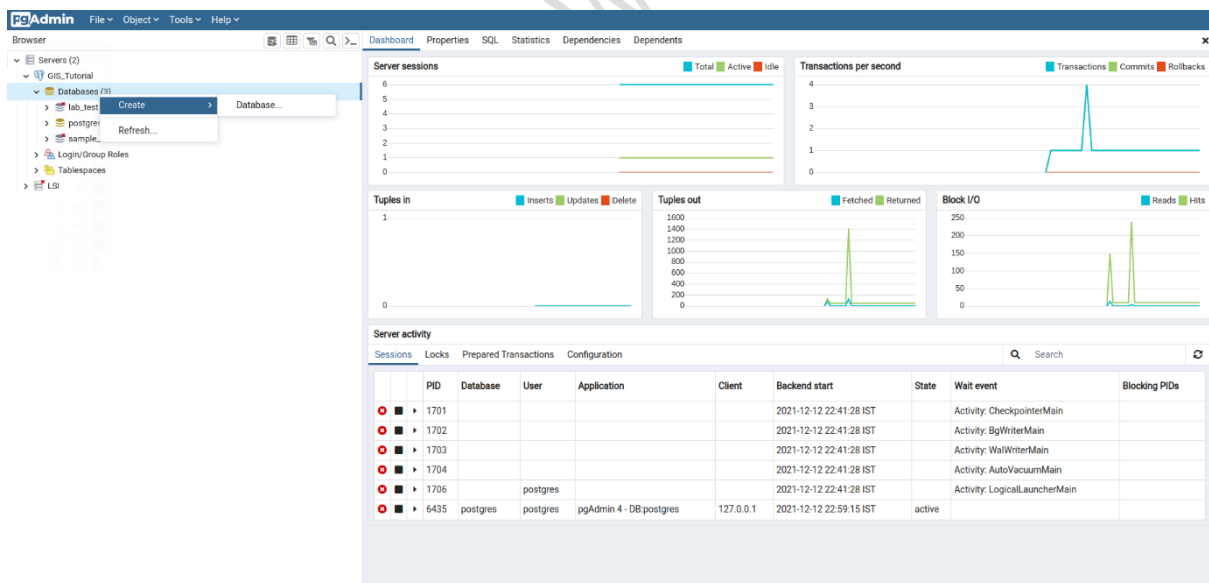 pgAdmin File Object Tools Help
Browser
Dashboard Properties SQL Statistics Dependencies Dependents
Servers (2)
GIS_Tutorial
Databases (3)
lab_test
postgres
sample_
Login/Group Roles
Tablespaces
LSI
Create
Refresh...
Database...
Server sessions Total Active Idle
6
5
4
3
2
1
0
Transactions per second Transactions Commits Rollbacks
4
3
2
1
0
Tuples in Inserts Updates Delete
1
0
Tuples out Fetched Returned
1600
1400
1200
1000
800
600
400
200
0
Block I/O Reads Hits
250
200
150
100
50
0
Server activity
Sessions Locks Prepared Transactions Configuration Search
PID Database User Application Client Backend start State Wait event Blocking PIDs
1701 2021-12-12 22:41:28 IST Activity: CheckpointerMain
1702 2021-12-12 22:41:28 IST Activity: BgWriterMain
1703 2021-12-12 22:41:28 IST Activity: WalWriterMain
1704 2021-12-12 22:41:28 IST Activity: AutoVacuumMain
1706 postgres 2021-12-12 22:41:28 IST Activity: LogicalLauncherMain
6435 postgres postgres pgAdmin 4 - DB:postgres 127.0.0.1 2021-12-12 22:59:15 IST active